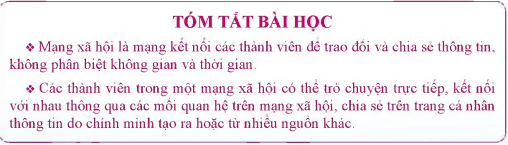 TÓM TẮT BÀI HỌC
❖ Mạng xã hội là mạng kết nối các thành viên để trao đổi và chia sẻ thông tin,
không phân biệt không gian và thời gian.
❖ Các thành viên trong một mạng xã hội có thể trò chuyện trực tiếp, kết nối
với nhau thông qua các mối quan hệ trên mạng xã hội, chia sẻ trên trang cá nhân
thông tin do chính mình tạo ra hoặc từ nhiều nguồn khác.